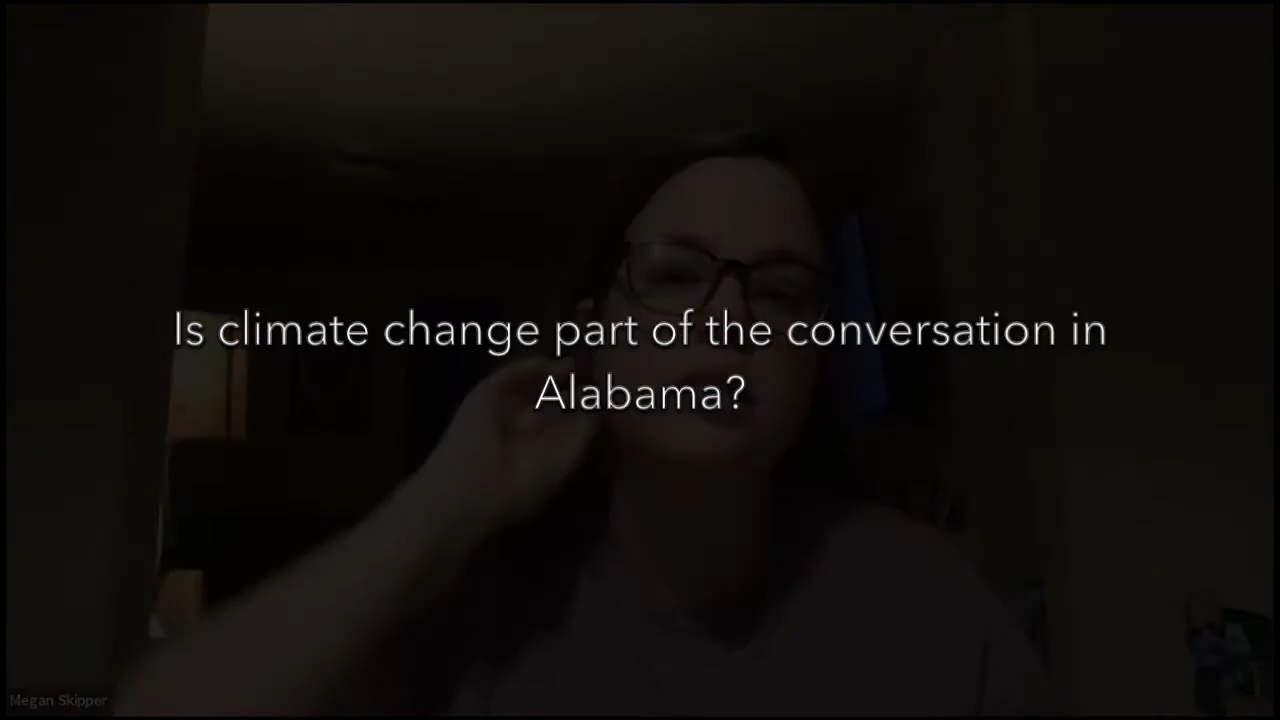 Is climate change part of the conversation in
Alabama?
Megan Skipper